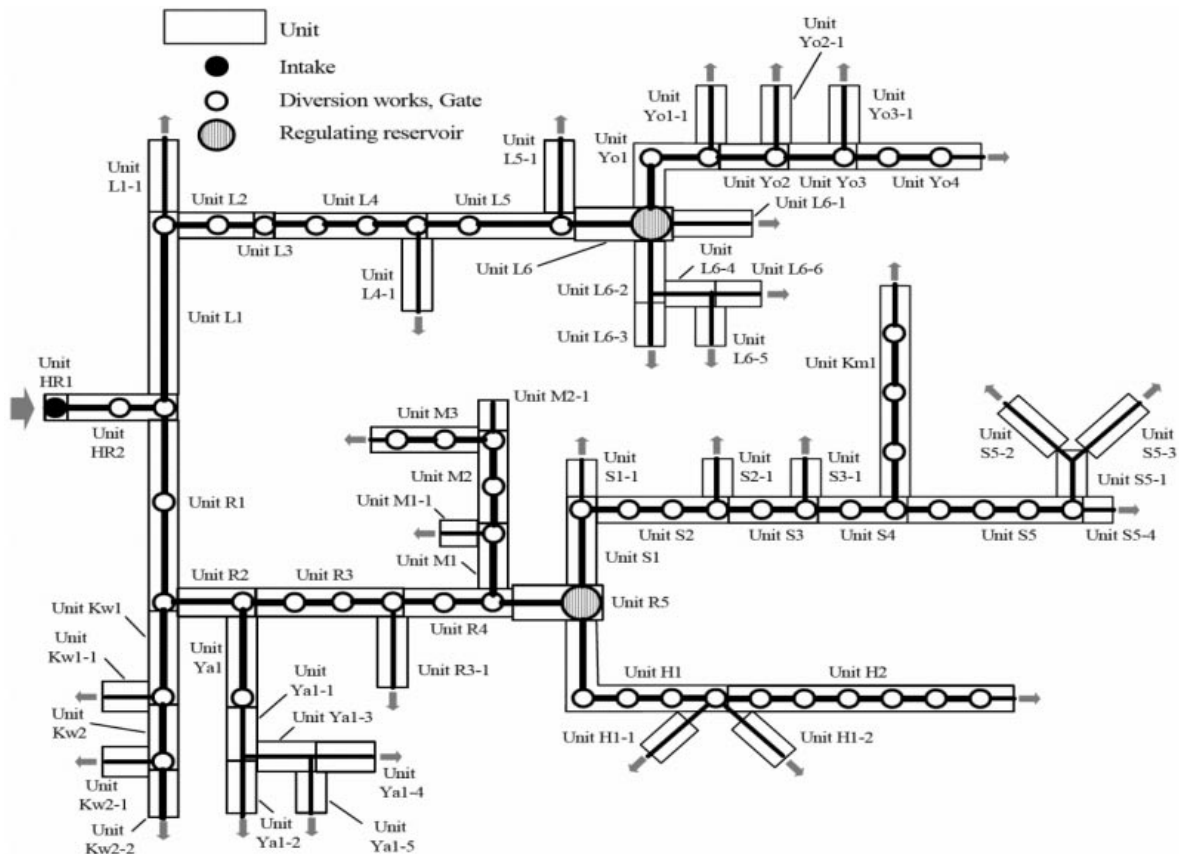 Unit
Intake
Diversion works, Gate
Regulating reservoir
Unit
Yo2-1
Unit
Yo1-1
Unit
Yo3-1
Unit
L1-1
Unit
L5-1
Unit
Yo1
Unit L2
Unit L4
Unit L5
Unit Yo2
Unit Yo3
Unit Yo4
Unit L3
Unit L6-1
Unit L6
Unit
L6-4
Unit L6-6
Unit
L4-1
Unit L6-2
Unit L6-3
Unit
L6-5
Unit L1
Unit
HR1
Unit
HR2
Unit Km1
Unit M2-1
Unit M3
Unit M2
Unit M1-1
Unit M1
Unit
S1-1
Unit
S2-1
Unit
S3-1
Unit
S5-2
Unit
S5-3
Unit S5-1
Unit R1
Unit S2
Unit S3
Unit S4
Unit S5
Unit S5-4
Unit S1
Unit R2
Unit R3
Unit R4
Unit R5
Unit Kw1
Unit
Kw1-1
Unit
Ya1
Unit R3-1
Unit
Ya1-1
Unit H1
Unit H2
Unit
Kw2
Unit Ya1-3
Unit H1-1
Unit H1-2
Unit
Kw2-1
Unit
Ya1-4
Unit
Kw2-2
Unit
Ya1-2
Unit
Ya1-5